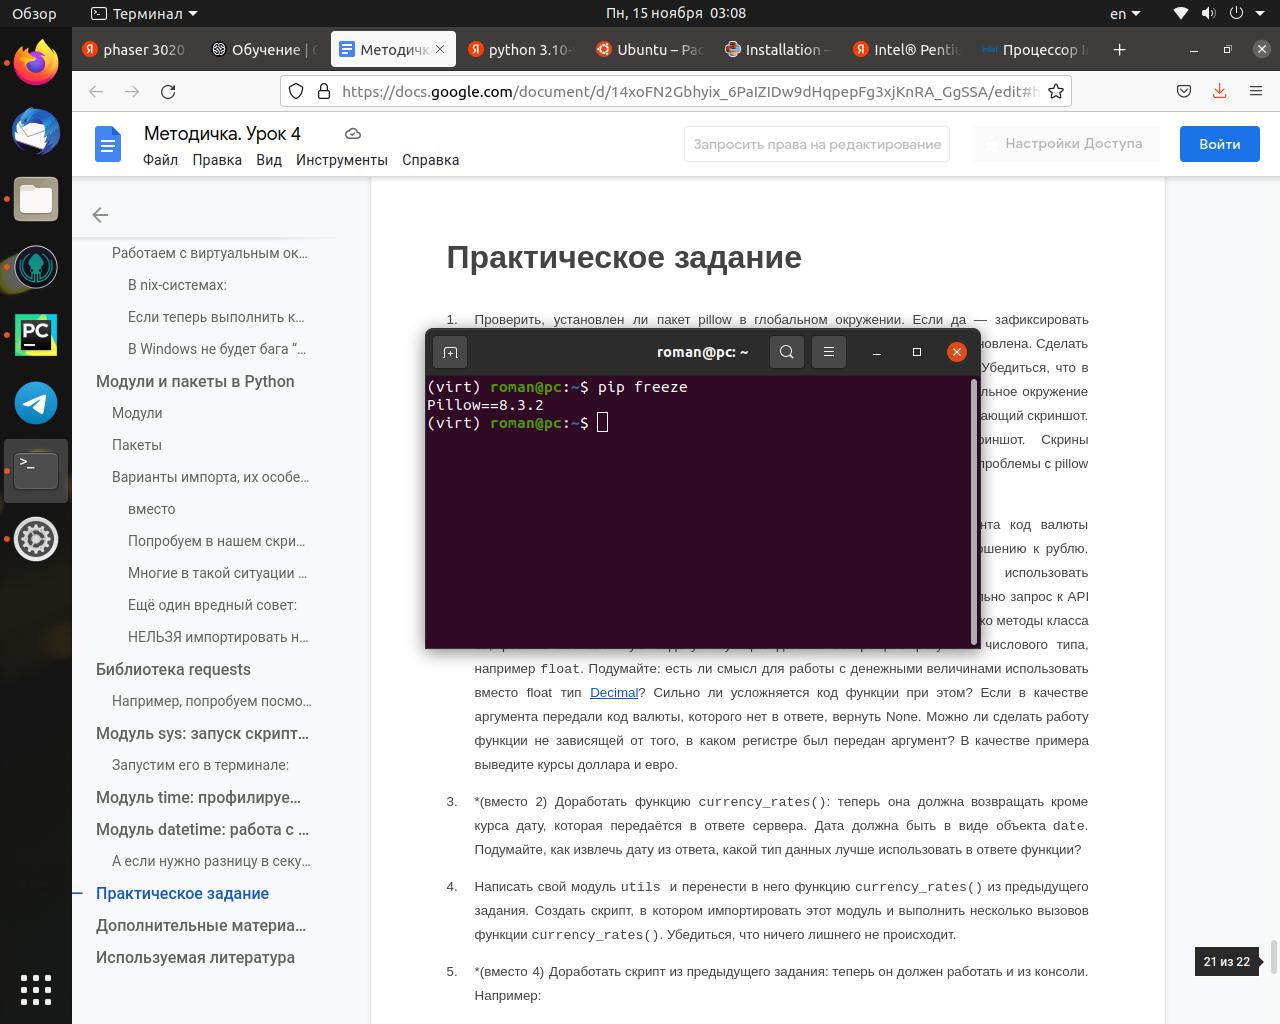 Обзор
Терминал
Пн, 15 ноября 03:08
en
phaser 3020
Обучение |
Методичка
python 3.10-
Ubuntu – Pac
Installation –
Intel® Penti
Процессор I
https://docs.google.com/document/d/14xoFN2Gbhyix_6PaIZIDw9dHqpepFg3xjKnRA_GgSSA/edit#h
Методичка. Урок 4
Файл Правка Вид Инструменты Справка
Запросить права на редактирование
Настройки Доступа
Войти
Работаем с виртуальным ок...
В nix-системах:
Если теперь выполнить к...
В Windows не будет бага “...
Модули и пакеты в Python
Модули
Пакеты
Варианты импорта, их особе...
вместо
Попробуем в нашем скри...
Многие в такой ситуации ...
Ещё один вредный совет:
НЕЛЬЗЯ импортировать н...
Библиотека requests
Например, попробуем посмо...
Модуль sys: запуск скрипт...
Запустим его в терминале:
Модуль time: профилируе...
Модуль datetime: работа с ...
А если нужно разницу в секу...
Практическое задание
Дополнительные материа...
Используемая литература
Практическое задание
1. Проверить, установлен ли пакет pillow в глобальном окружении. Если да — зафиксировать
новлена. Сделать
Убедиться, что в
льное окружение
ающий скриншот.
риншот. Скрины
проблемы с pillow
roman@pc: ~
(virt) roman@pc:~$ pip freeze
Pillow==8.3.2
(virt) roman@pc:~$
нта код валюты
ошению к рублю.
использовать
льно запрос к API
ко методы класса
числового типа,
например float. Подумайте: есть ли смысл для работы с денежными величинами использовать
вместо float тип Decimal? Сильно ли усложняется код функции при этом? Если в качестве
аргумента передали код валюты, которого нет в ответе, вернуть None. Можно ли сделать работу
функции не зависящей от того, в каком регистре был передан аргумент? В качестве примера
выведите курсы доллара и евро.
3. *(вместо 2) Доработать функцию currency_rates(): теперь она должна возвращать кроме
курса дату, которая передаётся в ответе сервера. Дата должна быть в виде объекта date.
Подумайте, как извлечь дату из ответа, какой тип данных лучше использовать в ответе функции?
4. Написать свой модуль utils и перенести в него функцию currency_rates() из предыдущего
задания. Создать скрипт, в котором импортировать этот модуль и выполнить несколько вызовов
функции currency_rates(). Убедиться, что ничего лишнего не происходит.
5. *(вместо 4) Доработать скрипт из предыдущего задания: теперь он должен работать и из консоли.
Например:
21 из 22